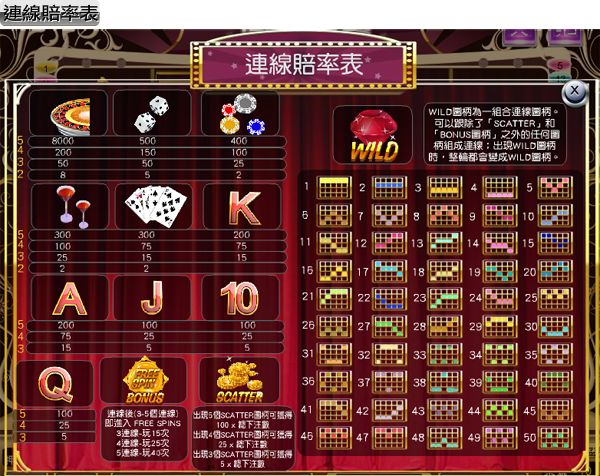 連線賠率表
連線賠率表
5 8000 500 400
4 200 150 100
3 50 50 25
2 8 5 2
WILD
WILD圖柄為一組合連線圖柄。
可以跟除了「SCATTER」和
「BONUS圖柄」之外的任何圖
柄組成連線；出現WILD圖柄
時，整輪都會變成WILD圖柄。
K
5 300 300 200
4 100 75 75
3 25 15 15
2 2 2
A J 10
5 200 100 100
4 75 25 25
3 15 5 5
Q
FREE
SPIN
BONUS
SCATTER
5 100
4 25
3 5
連線後(3-5個連線)
即進入 FREE SPINS
3連線-玩15次
4連線-玩25次
5連線-玩40次
出現5個SCATTER圖柄可獲得
100 x 總下注數
出現4個SCATTER圖柄可獲得
25 x 總下注數
出現3個SCATTER圖柄可獲得
5 x 總下注數
1 2 3 4 5
6 7 8 9 10
11 12 13 14 15
16 17 18 19 20
21 22 23 24 25
26 27 28 29 30
31 32 33 34 35
36 37 38 39 40
41 42 43 44 45
46 47 48 49 50